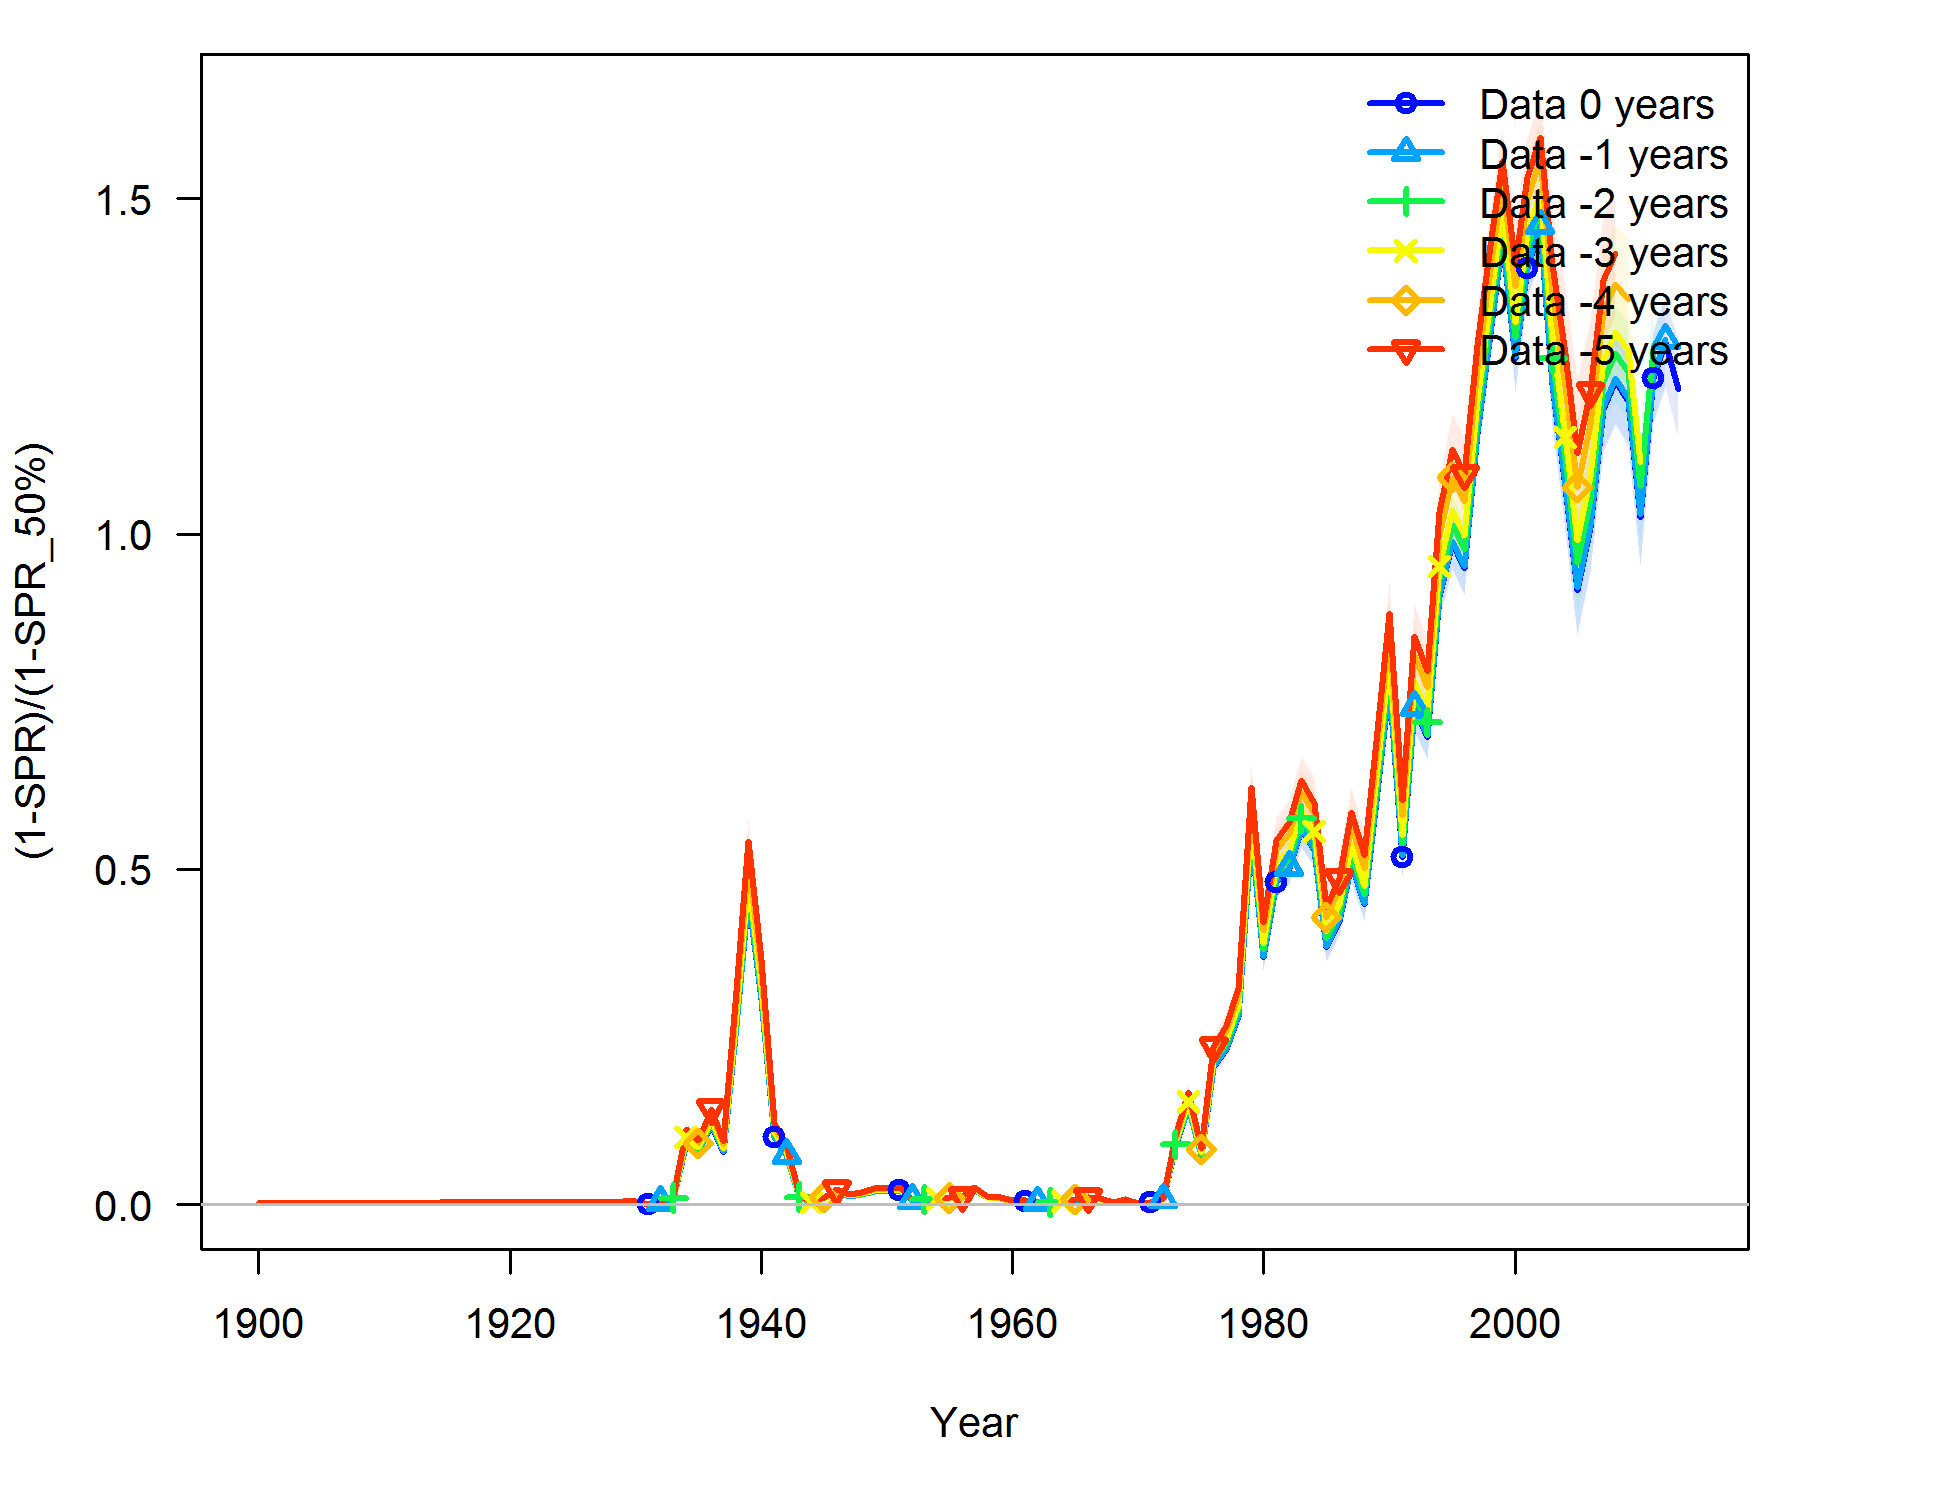 Data 0 years
Data -1 years
Data -2 years
Data -3 years
Data -4 years
Data -5 years
(1-SPR)/(1-SPR_50%)
1.5
1.0
0.5
0.0
1900 1920 1940 1960 1980 2000
Year